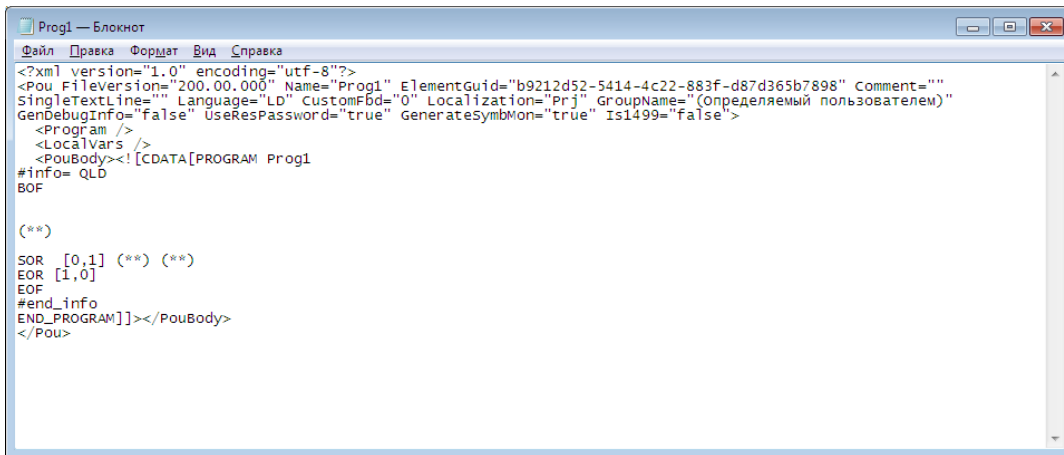 Prog1 — Блокнот
Файл Правка Формат Вид Справка
<?xml version="1.0" encoding="utf-8"?>
<Pou FileVersion="200.00.000" Name="Prog1" ElementGuid="b9212d52-5414-4c22-883f-d87d365b7898" Comment=""
SingleTextLine="" Language="LD" CustomFbd="0" Localization="Prj" GroupName="(Определяемый пользователем)"
GenDebugInfo="false" UseResPassword="true" GenerateSymbMon="true" Is1499="false">
  <Program />
  <LocalVars />
  <PouBody><![CDATA[PROGRAM Prog1
#info= QLD
BOF
(**)
SOR  [0,1] (**) (**)
EOR [1,0]
EOF
#end_info
END_PROGRAM]]></PouBody>
</Pou>